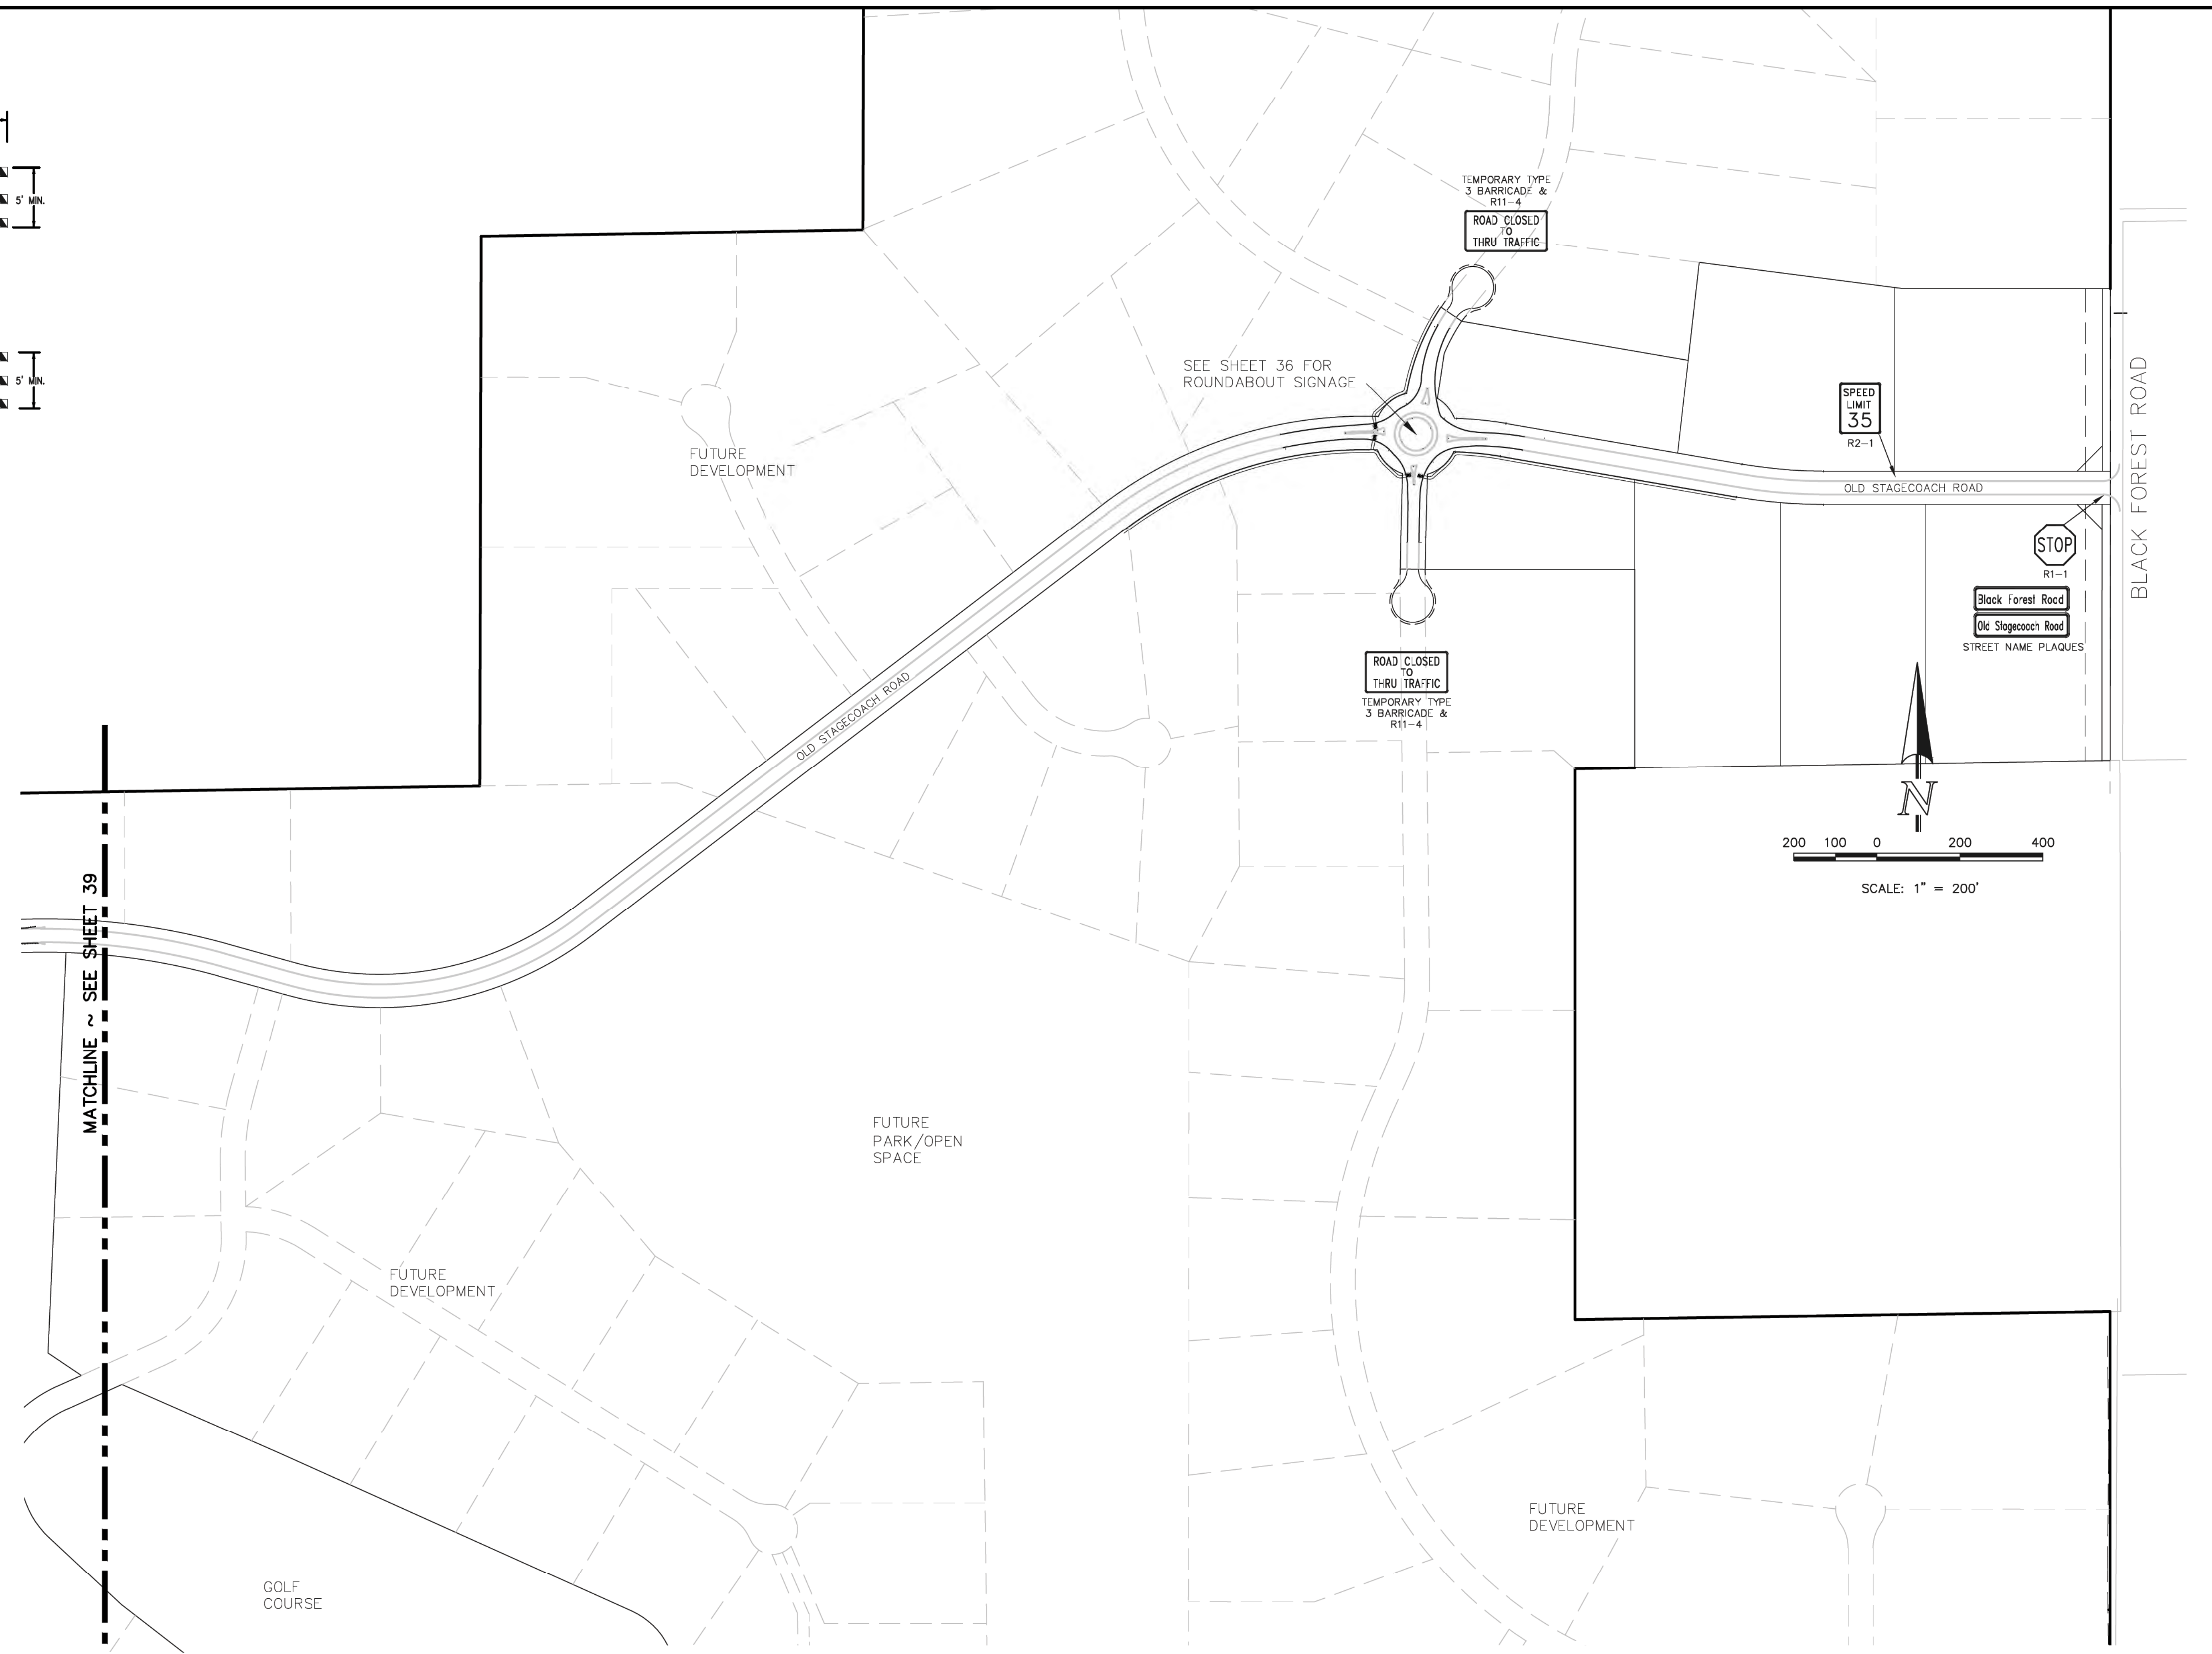 5' MIN.
5' MIN.
TEMPORARY TYPE
3 BARRICADE &
R11-4
ROAD CLOSED
TO
THRU TRAFFIC
SEE SHEET 36 FOR
ROUNDABOUT SIGNAGE
SPEED
LIMIT
35
R2-1
BLACK FOREST ROAD
OLD STAGECOACH ROAD
STOP
R1-1
Black Forest Road
Old Stagecoach Road
STREET NAME PLAQUES
FUTURE
DEVELOPMENT
ROAD CLOSED
TO
THRU TRAFFIC
TEMPORARY TYPE
3 BARRICADE &
R11-4
OLD STAGECOACH ROAD
N
200 100 0 200 400
SCALE: 1" = 200'
MATCHLINE ~ SEE SHEET 39
FUTURE
PARK/OPEN
SPACE
FUTURE
DEVELOPMENT
FUTURE
DEVELOPMENT
GOLF
COURSE